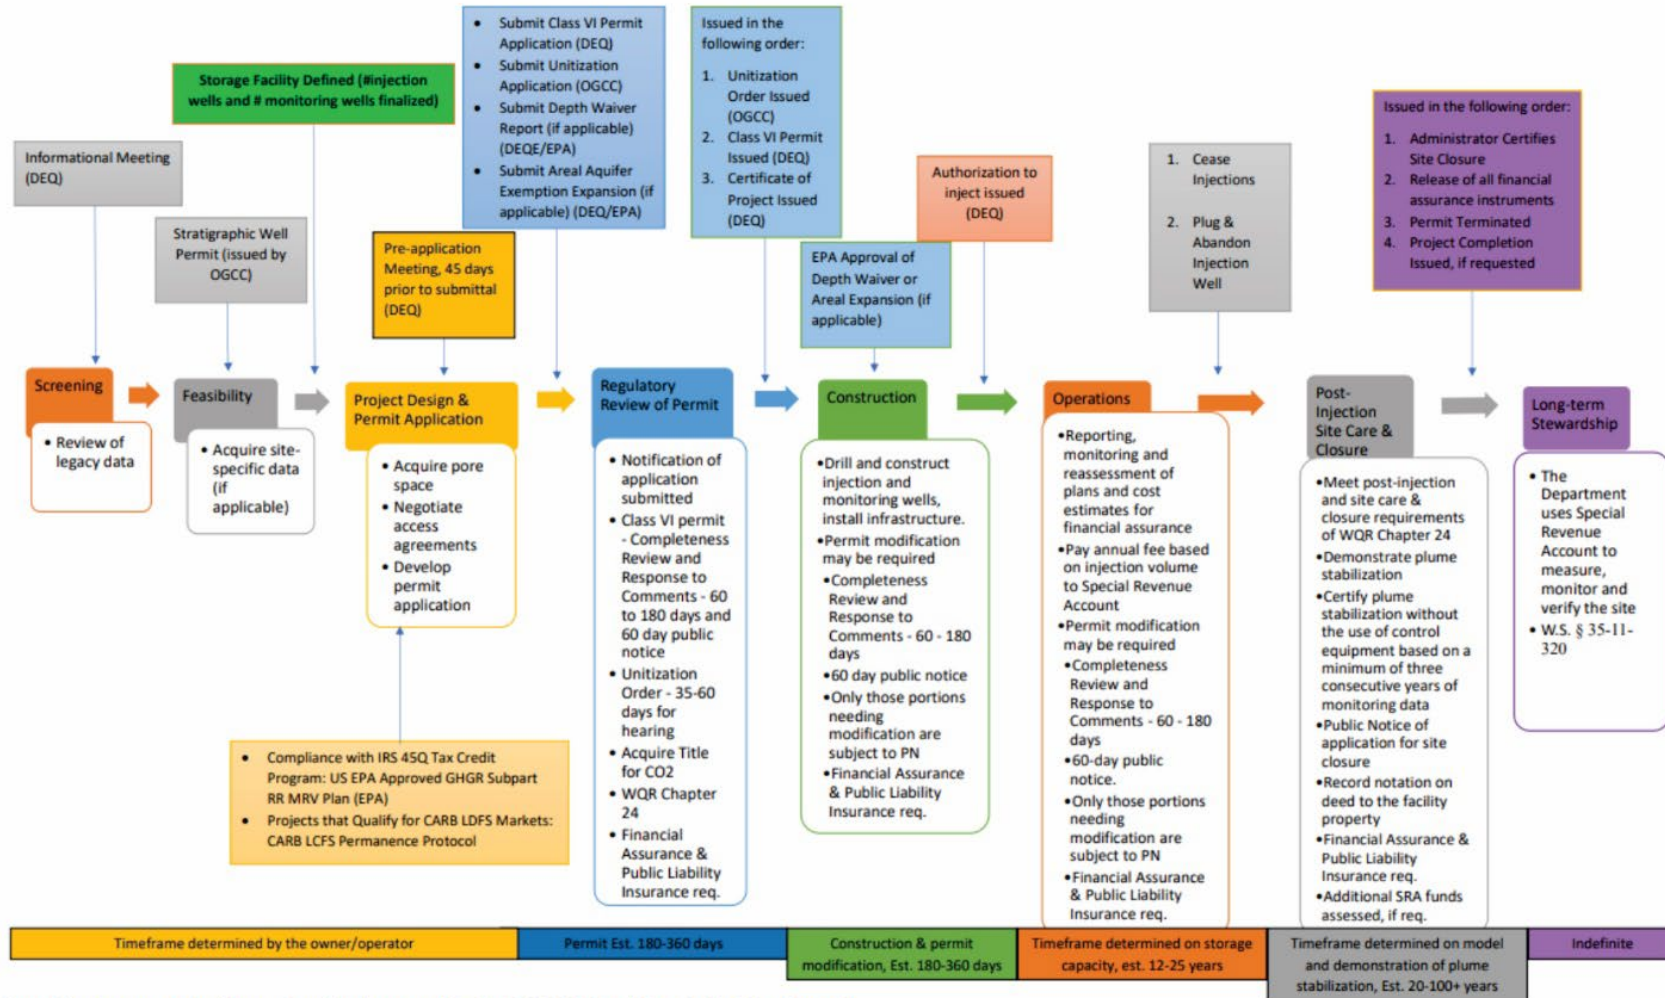 Informational Meeting
(DEQ)
Storage Facility Defined (#injection
wells and # monitoring wells finalized)
Stratigraphic Well
Permit (issued by
OGCC)
Pre-application
Meeting, 45 days
prior to submittal
(DEQ)
• Submit Class VI Permit
Application (DEQ)
• Submit Unitization
Application (OGCC)
• Submit Depth Waiver
Report (if applicable)
(DEQE/EPA)
• Submit Areal Aquifer
Exemption Expansion (if
applicable) (DEQ/EPA)
Issued in the
following order:
1. Unitization
Order Issued
(OGCC)
2. Class VI Permit
Issued (DEQ)
3. Certificate of
Project Issued
(DEQ)
EPA Approval of
Depth Waiver or
Areal Expansion (if
applicable)
Authorization to
inject issued
(DEQ)
1. Cease
Injections
2. Plug &
Abandon
Injection
Well
Issued in the following order:
1. Administrator Certifies
Site Closure
2. Release of all financial
assurance instruments
3. Permit Terminated
4. Project Completion
Issued, if requested
Screening
• Review of
legacy data
Feasibility
• Acquire site-
specific data
(if
applicable)
Project Design &
Permit Application
• Acquire pore
space
• Negotiate
access
agreements
• Develop
permit
application
• Compliance with IRS 45Q Tax Credit
Program: US EPA Approved GHGR Subpart
RR MRV Plan (EPA)
• Projects that Qualify for CARB LDFS Markets:
CARB LCFS Permanence Protocol
Regulatory
Review of Permit
• Notification of
application
submitted
• Class VI permit
- Completeness
Review and
Response to
Comments - 60
to 180 days and
60 day public
notice
• Unitization
Order - 35-60
days for
hearing
• Acquire Title
for CO2
• WQR Chapter
24
• Financial
Assurance &
Public Liability
Insurance req.
Construction
•Drill and construct
injection and
monitoring wells,
install infrastructure.
•Permit modification
may be required
•Completeness
Review and
Response to
Comments - 60 - 180
days
•60 day public notice
•Only those portions
needing
modification are
subject to PN
•Financial Assurance
& Public Liability
Insurance req.
Operations
•Reporting,
monitoring and
reassessment of
plans and cost
estimates for
financial assurance
•Pay annual fee based
on injection volume
to Special Revenue
Account
•Permit modification
may be required
•Completeness
Review and
Response to
Comments - 60 - 180
days
•60-day public
notice.
•Only those portions
needing
modification are
subject to PN
•Financial Assurance
& Public Liability
Insurance req.
Post-
Injection
Site Care &
Closure
•Meet post-injection
and site care &
closure requirements
of WQR Chapter 24
•Demonstrate plume
stabilization
•Certify plume
stabilization without
the use of control
equipment based on a
minimum of three
consecutive years of
monitoring data
•Public Notice of
application for site
closure
•Record notation on
deed to the facility
property
•Financial Assurance &
Public Liability
Insurance req.
•Additional SRA funds
assessed, if req.
Long-term
Stewardship
• The
Department
uses Special
Revenue
Account to
measure,
monitor and
verify the site
• W.S. § 35-11-
320
Timeframe determined by the owner/operator
Permit Est. 180-360 days
Construction & permit
modification, Est. 180-360 days
Timeframe determined on storage
capacity, est. 12-25 years
Timeframe determined on model
and demonstration of plume
stabilization, Est. 20-100+ years
Indefinite